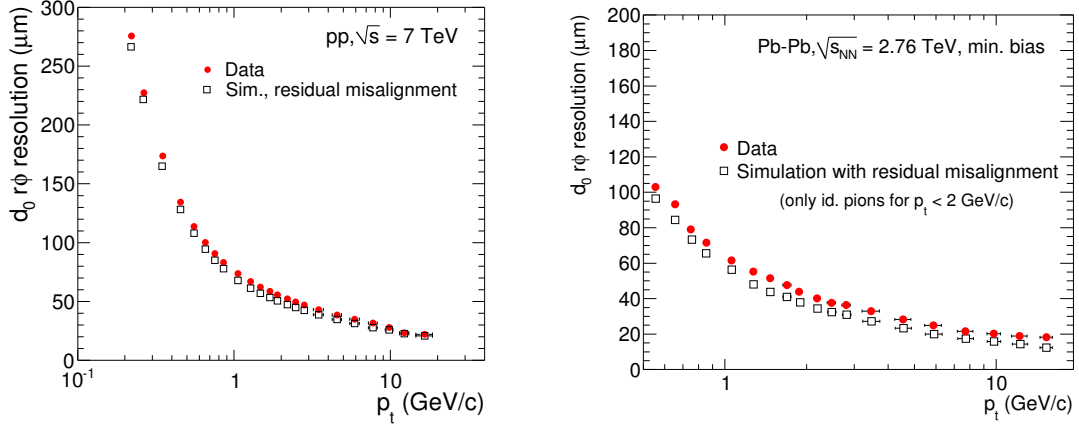 pp, √s = 7 TeV
Data
Sim., residual misalignment
d₀ rϕ resolution (μm)
300
250
200
150
100
50
0
10⁻¹
1
10
pₜ (GeV/c)
Pb-Pb, √sNN = 2.76 TeV, min. bias
Data
Simulation with residual misalignment
(only id. pions for pₜ < 2 GeV/c)
d₀ rϕ resolution (μm)
200
180
160
140
120
100
80
60
40
20
0
1
10
pₜ (GeV/c)